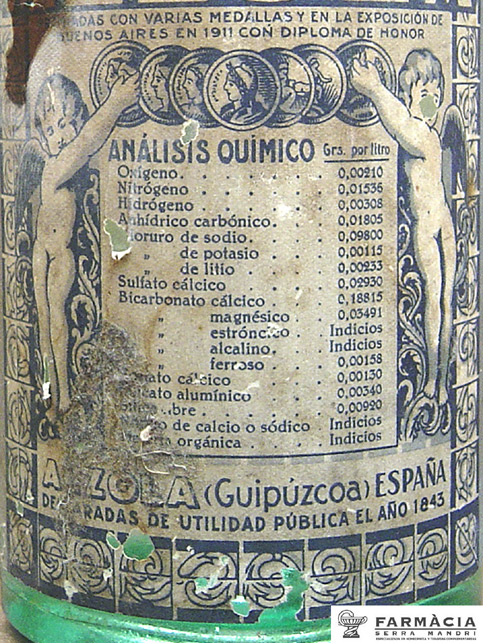 CON VARIAS MEDALLAS Y EN LA EXPOSICIÓN DE
BUENOS AIRES EN 1911 CON DIPLOMA DE HONOR
ANÁLISIS QUÍMICO Grs. por litro
Oxígeno. . . . . . . 0,00210
Nitrógeno . . . . . . 0,01536
Hidrógeno . . . . . . 0,00308
Anhídrico carbónico. . . . 0,01805
Cloruro de sodio. . . . . 0,09800
„ de potasio . . . 0,00115
„ de litio . . . . 0,00233
Sulfato cálcico . . . . 0,02930
Bicarbonato cálcico . . . . 0,18815
„ magnésico . . 0,03491
„ estróncico . . Indicios
„ alcalino. . . Indicios
„ ferroso . . . 0,00158
cálcico . . . . 0,00130
alumínico . . . 0,00340
. . . . 0,00920
de calcio o sódico Indicios
orgánica . . . Indicios
(Guipúzcoa) ESPAÑA
DE UTILIDAD PÚBLICA EL AÑO 1843
FARMÀCIA
SERRA MANDRI